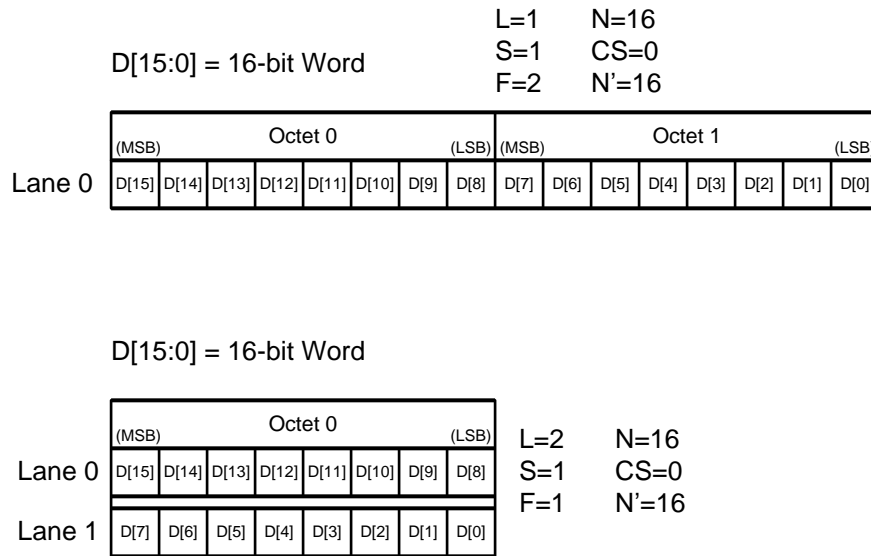 L=1 N=16
D[15:0] = 16-bit Word S=1 CS=0
F=2 N'=16
Octet 0 Octet 1
(MSB) (LSB) (MSB) (LSB)
Lane 0 D[15] D[14] D[13] D[12] D[11] D[10] D[9] D[8] D[7] D[6] D[5] D[4] D[3] D[2] D[1] D[0]
D[15:0] = 16-bit Word
Octet 0
(MSB) (LSB)
L=2 N=16
Lane 0 D[15] D[14] D[13] D[12] D[11] D[10] D[9] D[8] S=1 CS=0
F=1 N'=16
Lane 1 D[7] D[6] D[5] D[4] D[3] D[2] D[1] D[0]